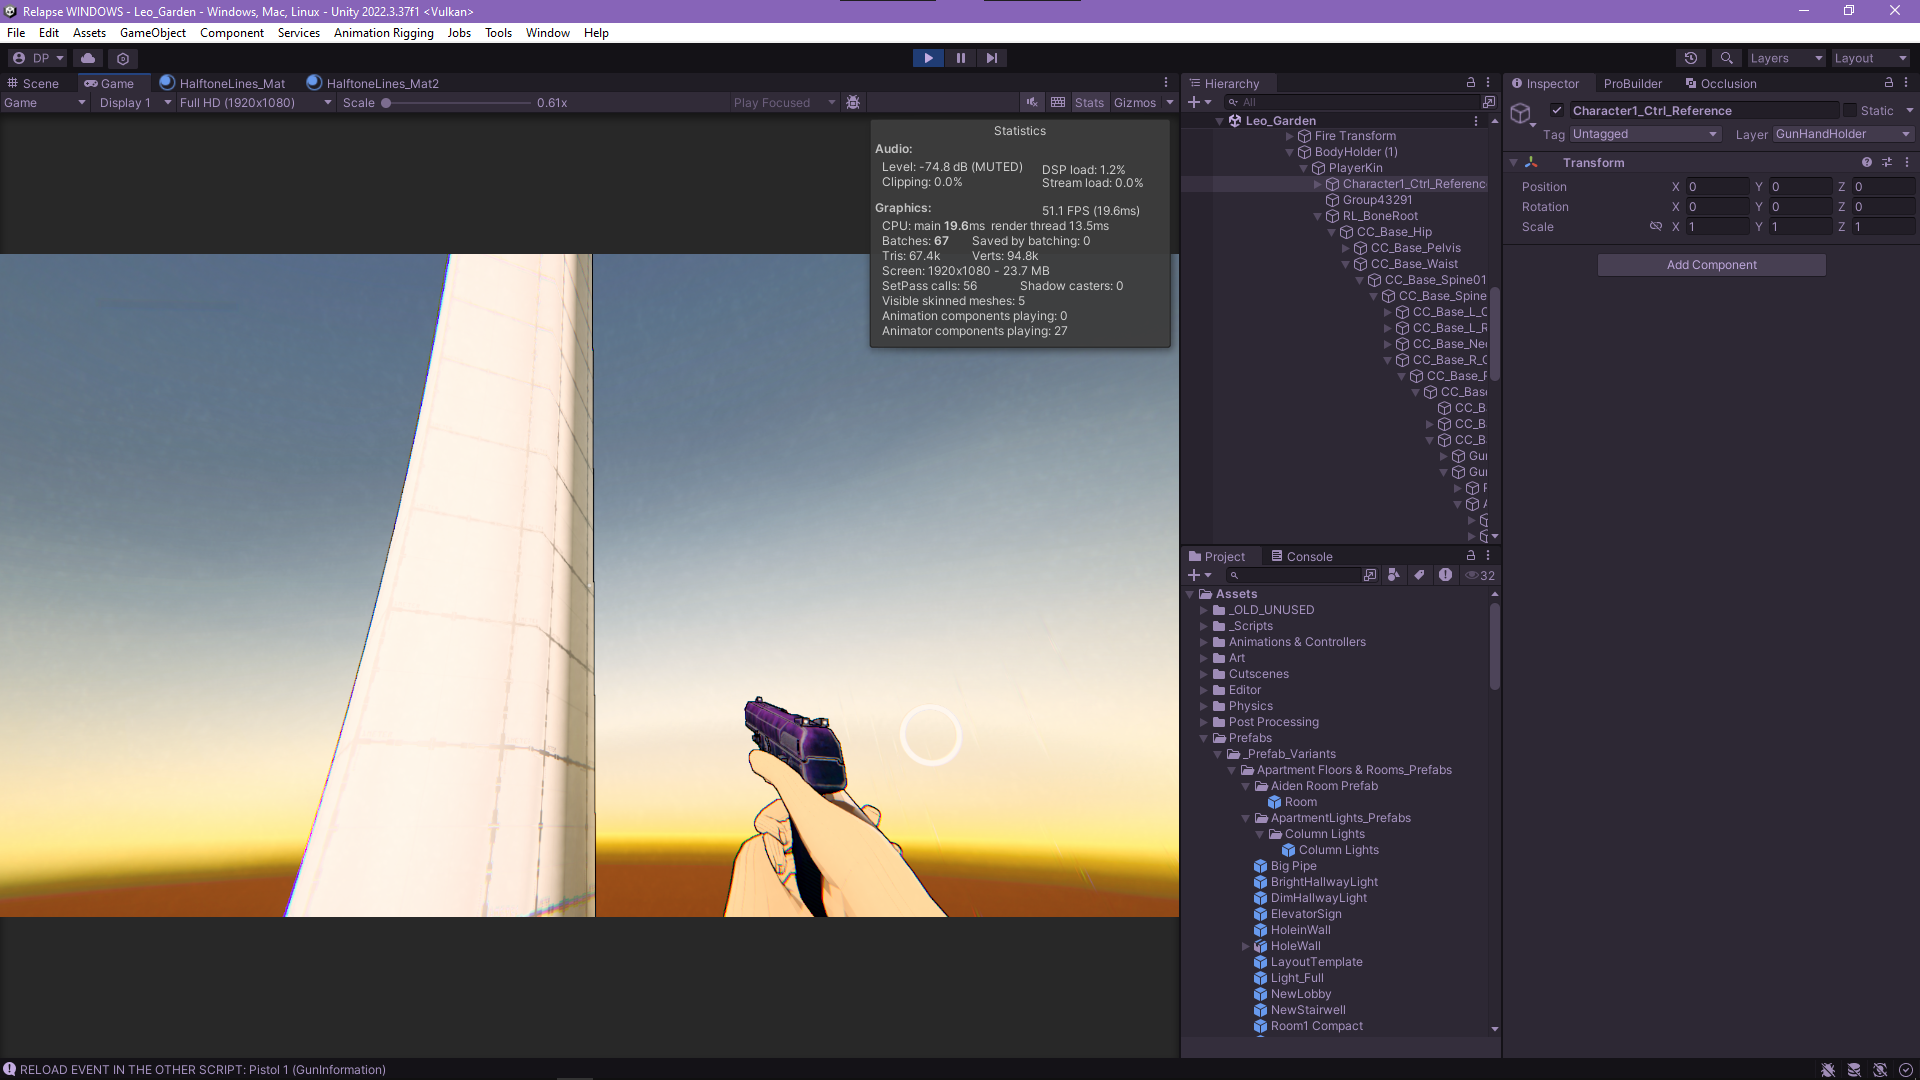 Relapse WINDOWS - Leo_Garden - Windows, Mac, Linux - Unity 2022.3.37f1 <Vulkan>
File Edit Assets GameObject Component Services Animation Rigging Jobs Tools Window Help
DP Layers Layout
Scene Game HalftoneLines_Mat HalftoneLines_Mat2
Game Display 1 Full HD (1920x1080) Scale 0.61x Play Focused Stats Gizmos
Statistics
Audio:
Level: -74.8 dB (MUTED) DSP load: 1.2%
Clipping: 0.0% Stream load: 0.0%
Graphics: 51.1 FPS (19.6ms)
CPU: main 19.6ms render thread 13.5ms
Batches: 67 Saved by batching: 0
Tris: 67.4k Verts: 94.8k
Screen: 1920x1080 - 23.7 MB
SetPass calls: 56 Shadow casters: 0
Visible skinned meshes: 5
Animation components playing: 0
Animator components playing: 27
Hierarchy
All
Leo_Garden
Fire Transform
BodyHolder (1)
PlayerKin
Character1_Ctrl_Referenc
Group43291
RL_BoneRoot
CC_Base_Hip
CC_Base_Pelvis
CC_Base_Waist
CC_Base_Spine01
CC_Base_Spine
CC_Base_L_
CC_Base_L_
CC_Base_Ne
CC_Base_R_
CC_Base_
CC_Bas
CC_B
CC_B
CC_B
Gu
Gu
Project Console
32
Assets
_OLD_UNUSED
_Scripts
Animations & Controllers
Art
Cutscenes
Editor
Physics
Post Processing
Prefabs
_Prefab_Variants
Apartment Floors & Rooms_Prefabs
Aiden Room Prefab
Room
ApartmentLights_Prefabs
Column Lights
Column Lights
Big Pipe
BrightHallwayLight
DimHallwayLight
ElevatorSign
HoleinWall
HoleWall
LayoutTemplate
Light_Full
NewLobby
NewStairwell
Room1 Compact
Inspector ProBuilder Occlusion
Character1_Ctrl_Reference Static
Tag Untagged Layer GunHandHolder
Transform
Position X 0 Y 0 Z 0
Rotation X 0 Y 0 Z 0
Scale X 1 Y 1 Z 1
Add Component
RELOAD EVENT IN THE OTHER SCRIPT: Pistol 1 (GunInformation)